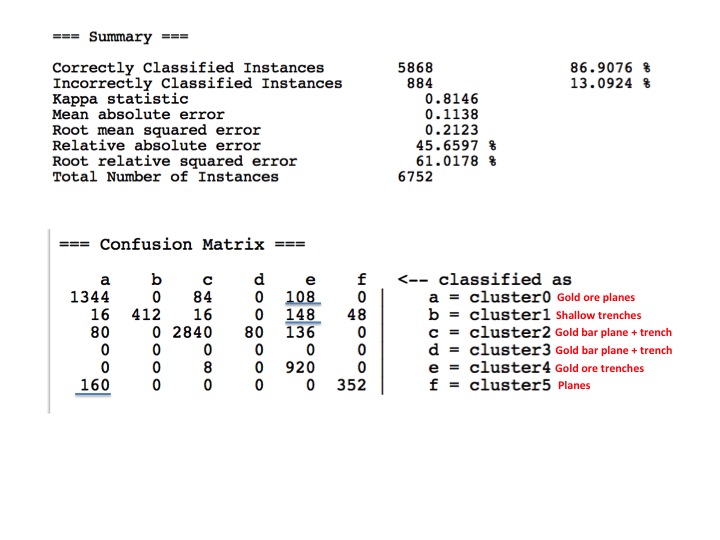 === Summary ===
Correctly Classified Instances 5868 86.9076 %
Incorrectly Classified Instances 884 13.0924 %
Kappa statistic 0.8146
Mean absolute error 0.1138
Root mean squared error 0.2123
Relative absolute error 45.6597 %
Root relative squared error 61.0178 %
Total Number of Instances 6752
=== Confusion Matrix ===
a b c d e f <-- classified as
1344 0 84 0 108 0 | a = cluster0 Gold ore planes
16 412 16 0 148 48 | b = cluster1 Shallow trenches
80 0 2840 80 136 0 | c = cluster2 Gold bar plane + trench
0 0 0 0 0 0 | d = cluster3 Gold bar plane + trench
0 0 8 0 920 0 | e = cluster4 Gold ore trenches
160 0 0 0 0 352 | f = cluster5 Planes